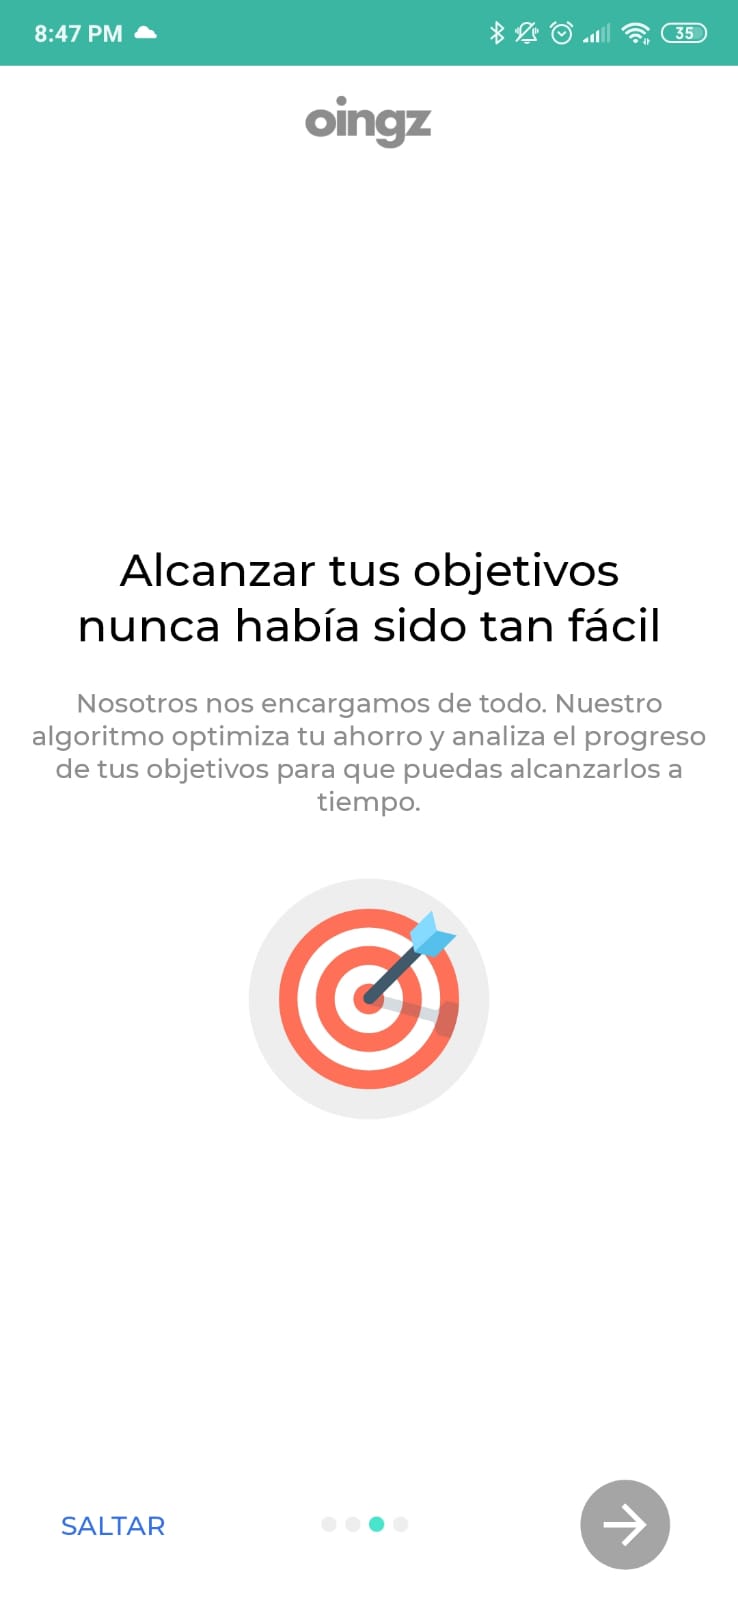 8:47 PM
35
oingz
Alcanzar tus objetivos
nunca había sido tan fácil
Nosotros nos encargamos de todo. Nuestro
algoritmo optimiza tu ahorro y analiza el progreso
de tus objetivos para que puedas alcanzarlos a
tiempo.
SALTAR